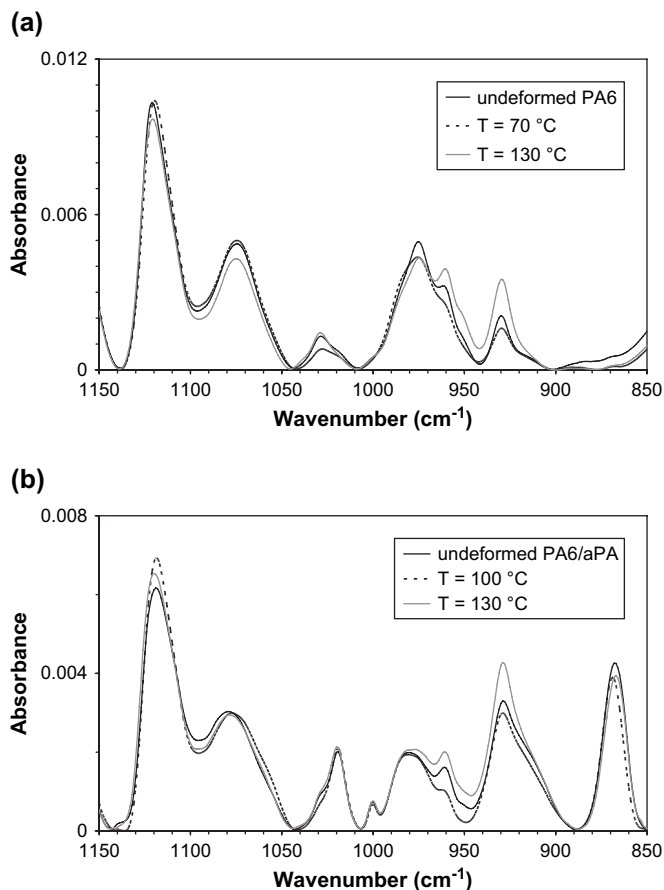 (a)
0.012
0.006
0
Absorbance
undeformed PA6
T = 70 °C
T = 130 °C
1150 1100 1050 1000 950 900 850
Wavenumber (cm⁻¹)
(b)
0.008
0.004
0
Absorbance
undeformed PA6/aPA
T = 100 °C
T = 130 °C
1150 1100 1050 1000 950 900 850
Wavenumber (cm⁻¹)